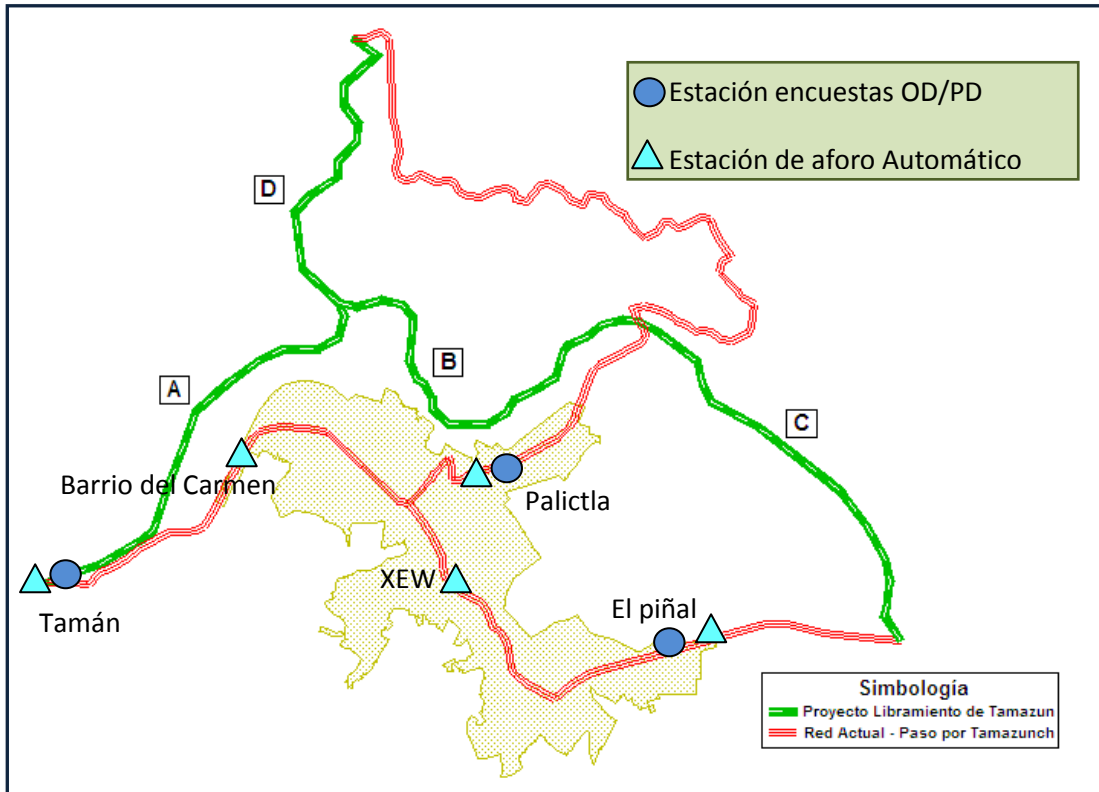 Estación encuestas OD/PD
Estación de aforo Automático
D
B
A
C
Barrio del Carmen
Palictla
XEW
El piñal
Tamán
Simbología
Proyecto Libramiento de Tamazun
Red Actual - Paso por Tamazunch